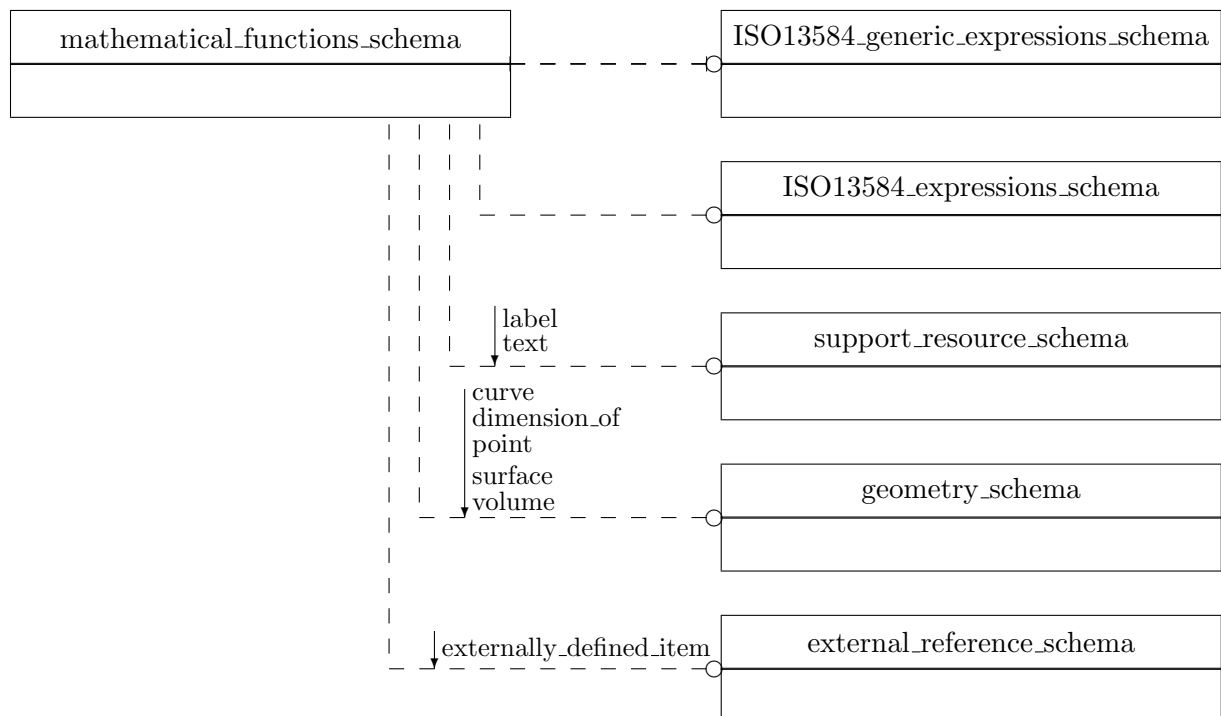 mathematical_functions_schema
ISO13584_generic_expressions_schema
ISO13584_expressions_schema
label
text
support_resource_schema
curve
dimension_of
point
surface
volume
geometry_schema
externally_defined_item
external_reference_schema